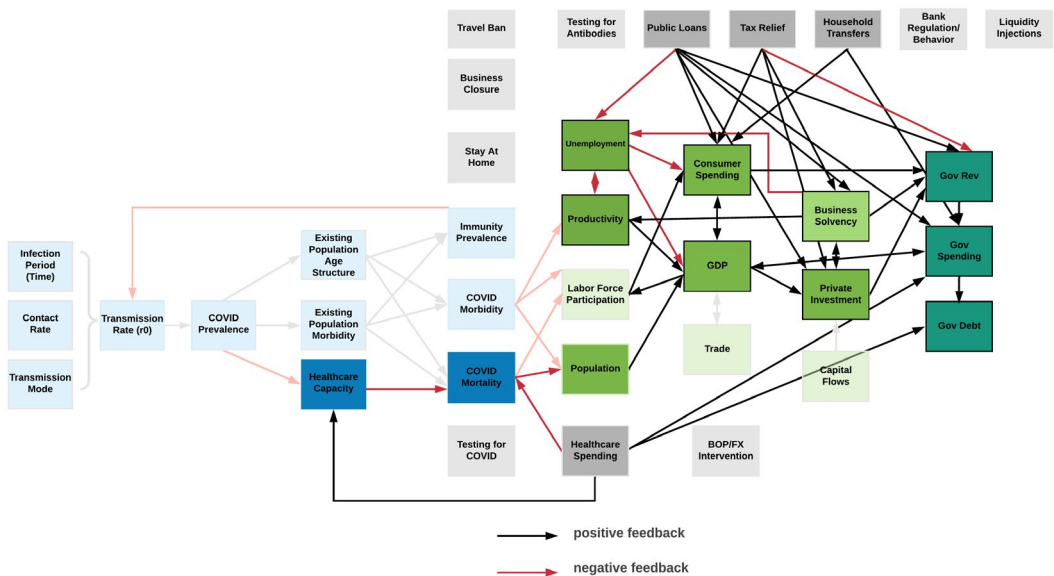 Travel Ban
Testing for
Antibodies
Public Loans
Tax Relief
Household
Transfers
Bank
Regulation/
Behavior
Liquidity
Injections
Business
Closure
Stay At
Home
Unemployment
Consumer
Spending
Gov Rev
Infection
Period
(Time)
Existing
Population
Age
Structure
Immunity
Prevalence
Productivity
Business
Solvency
Gov
Spending
GDP
Contact
Rate
Transmission
Rate (r0)
COVID
Prevalence
Existing
Population
Morbidity
COVID
Morbidity
Labor Force
Participation
Private
Investment
Gov Debt
Trade
Transmission
Mode
Healthcare
Capacity
COVID
Mortality
Population
Capital
Flows
Testing for
COVID
Healthcare
Spending
BOP/FX
Intervention
positive feedback
negative feedback